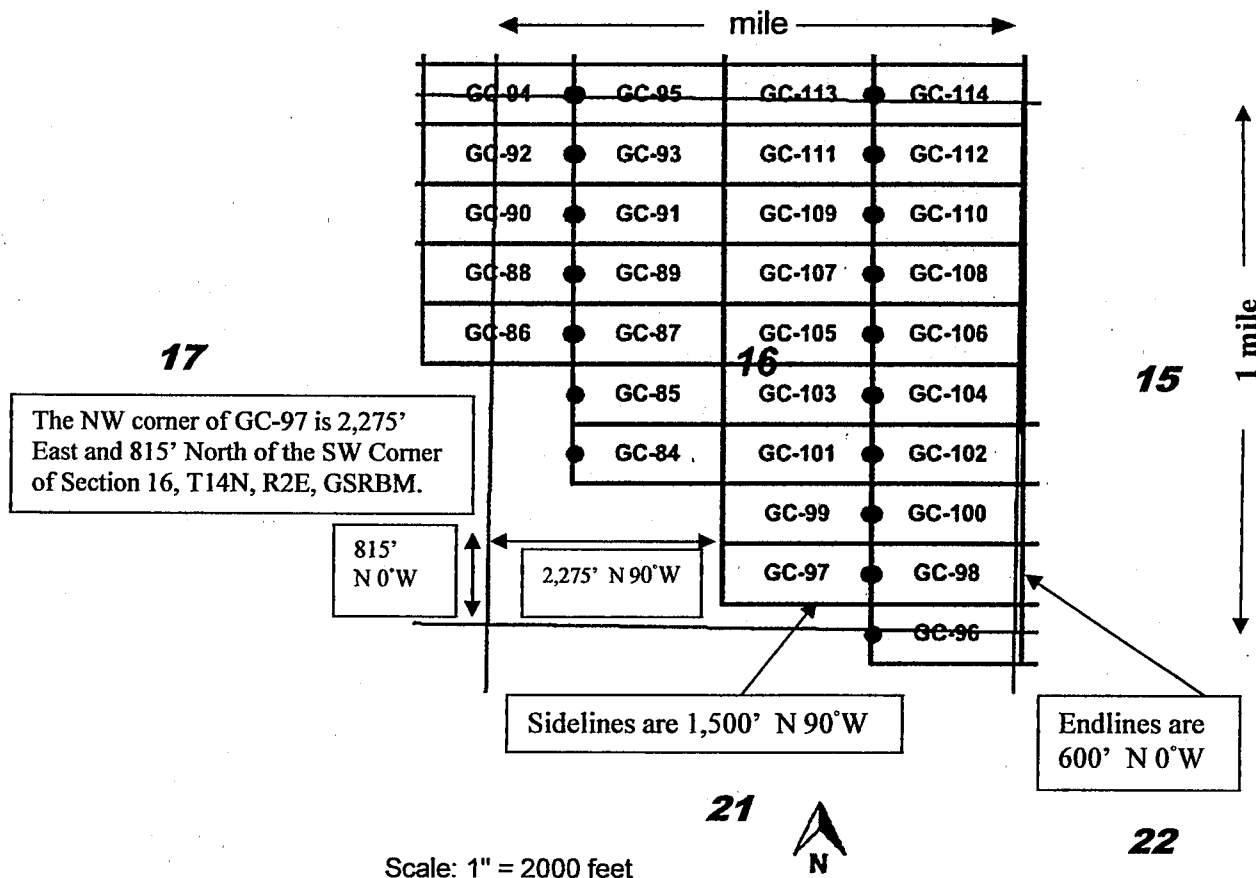 mile
GC-94 GC-95 GC-113 GC-114
GC-92 GC-93 GC-111 GC-112
GC-90 GC-91 GC-109 GC-110
GC-88 GC-89 GC-107 GC-108
GC-86 GC-87 GC-105 GC-106
17
16
15
1 mile
GC-85 GC-103 GC-104
The NW corner of GC-97 is 2,275’
East and 815’ North of the SW Corner
of Section 16, T14N, R2E, GSRBM.
GC-84 GC-101 GC-102
GC-99 GC-100
815’
N 0°W
2,275’ N 90°W
GC-97 GC-98
GC-96
Sidelines are 1,500’ N 90°W
Endlines are
600’ N 0°W
21
22
N
Scale: 1" = 2000 feet